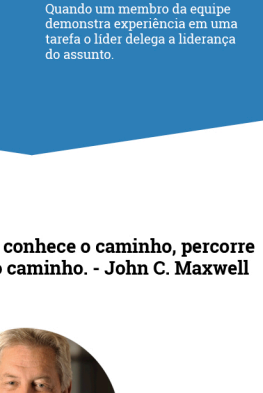 Quando um membro da equipe
demonstra experiência em uma
tarefa o líder delega a liderança
do assunto.
conhece o caminho, percorre
caminho. - John C. Maxwell